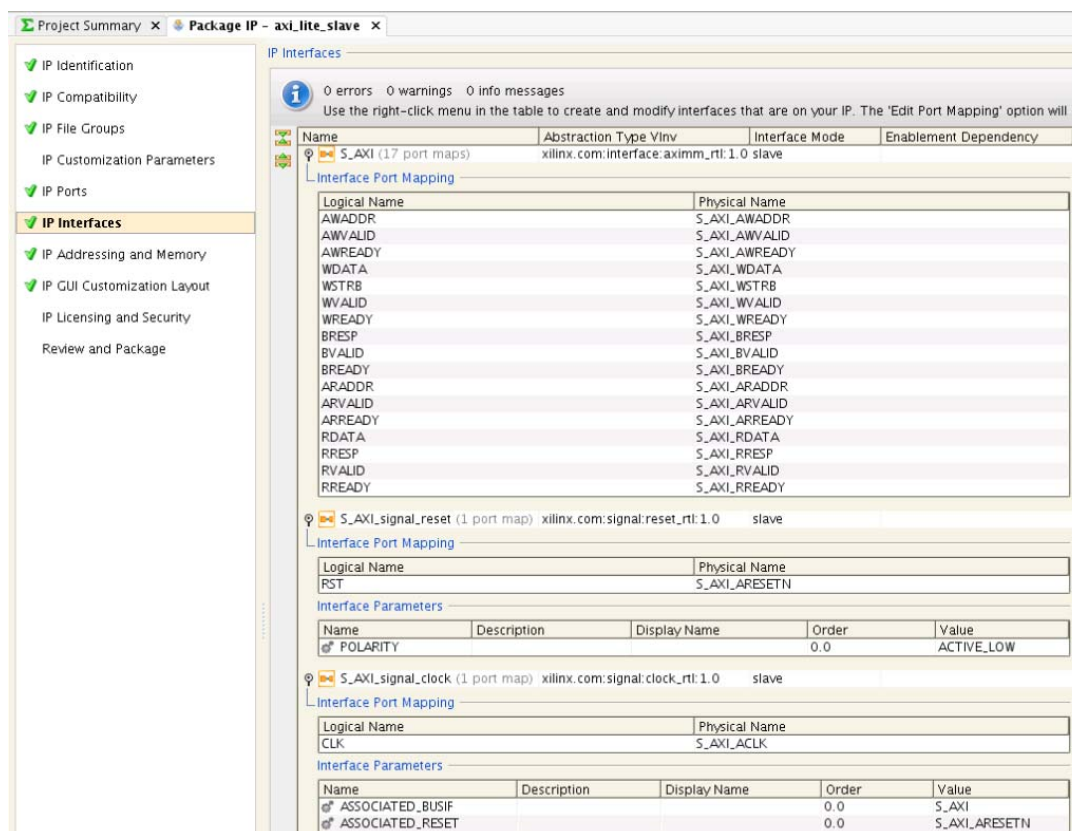 Project Summary × Package IP - axi_lite_slave ×
IP Identification
IP Compatibility
IP File Groups
IP Customization Parameters
IP Ports
IP Interfaces
IP Addressing and Memory
IP GUI Customization Layout
IP Licensing and Security
Review and Package
IP Interfaces
0 errors 0 warnings 0 info messages
Use the right-click menu in the table to create and modify interfaces that are on your IP. The 'Edit Port Mapping' option will
Name Abstraction Type Vlnv Interface Mode Enablement Dependency
S_AXI (17 port maps) xilinx.com:interface:aximm_rtl:1.0 slave
Interface Port Mapping
Logical Name Physical Name
AWADDR S_AXI_AWADDR
AWVALID S_AXI_AWVALID
AWREADY S_AXI_AWREADY
WDATA S_AXI_WDATA
WSTRB S_AXI_WSTRB
WVALID S_AXI_WVALID
WREADY S_AXI_WREADY
BRESP S_AXI_BRESP
BVALID S_AXI_BVALID
BREADY S_AXI_BREADY
ARADDR S_AXI_ARADDR
ARVALID S_AXI_ARVALID
ARREADY S_AXI_ARREADY
RDATA S_AXI_RDATA
RRESP S_AXI_RRESP
RVALID S_AXI_RVALID
RREADY S_AXI_RREADY
S_AXI_signal_reset (1 port map) xilinx.com:signal:reset_rtl:1.0 slave
Interface Port Mapping
Logical Name Physical Name
RST S_AXI_ARESETN
Interface Parameters
Name Description Display Name Order Value
POLARITY 0.0 ACTIVE_LOW
S_AXI_signal_clock (1 port map) xilinx.com:signal:clock_rtl:1.0 slave
Interface Port Mapping
Logical Name Physical Name
CLK S_AXI_ACLK
Interface Parameters
Name Description Display Name Order Value
ASSOCIATED_BUSIF 0.0 S_AXI
ASSOCIATED_RESET 0.0 S_AXI_ARESETN